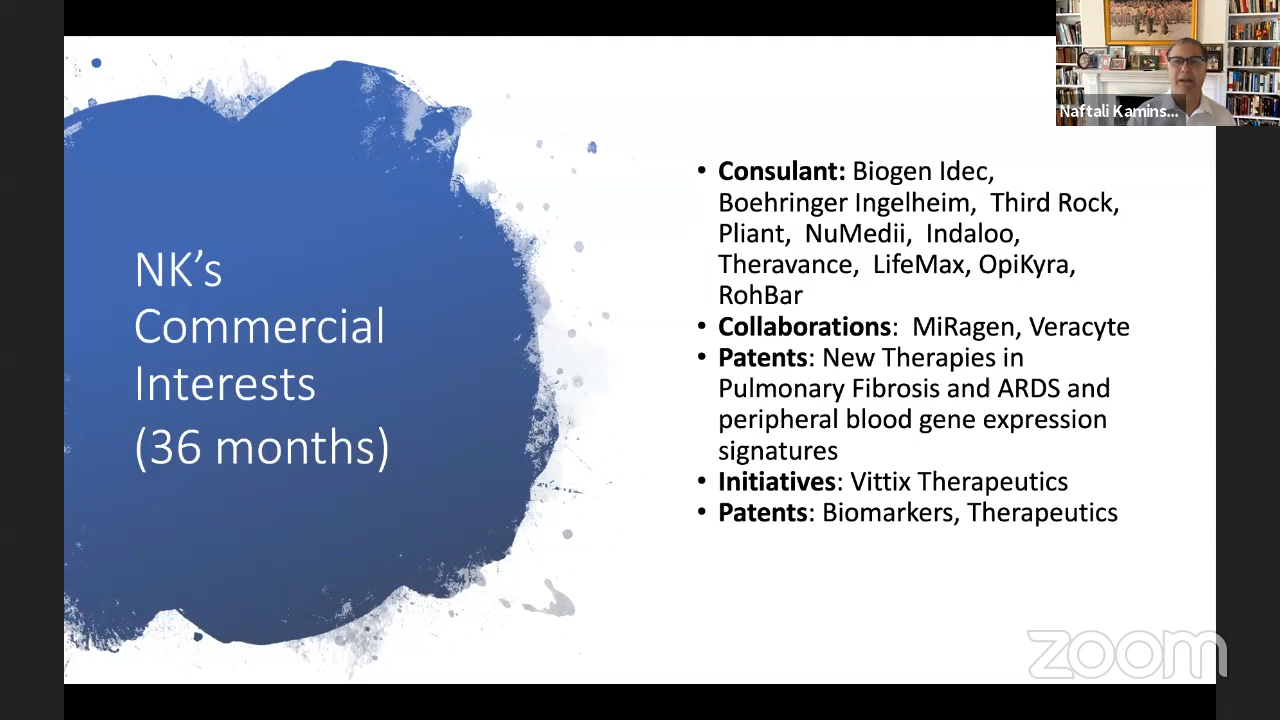 Naftali Kamins...
NK’s
Commercial
Interests
(36 months)
• Consulant: Biogen Idec,
Boehringer Ingelheim, Third Rock,
Pliant, NuMedii, Indaloo,
Theravance, LifeMax, OpiKyra,
RohBar
• Collaborations: MiRagen, Veracyte
• Patents: New Therapies in
Pulmonary Fibrosis and ARDS and
peripheral blood gene expression
signatures
• Initiatives: Vittix Therapeutics
• Patents: Biomarkers, Therapeutics
zoom